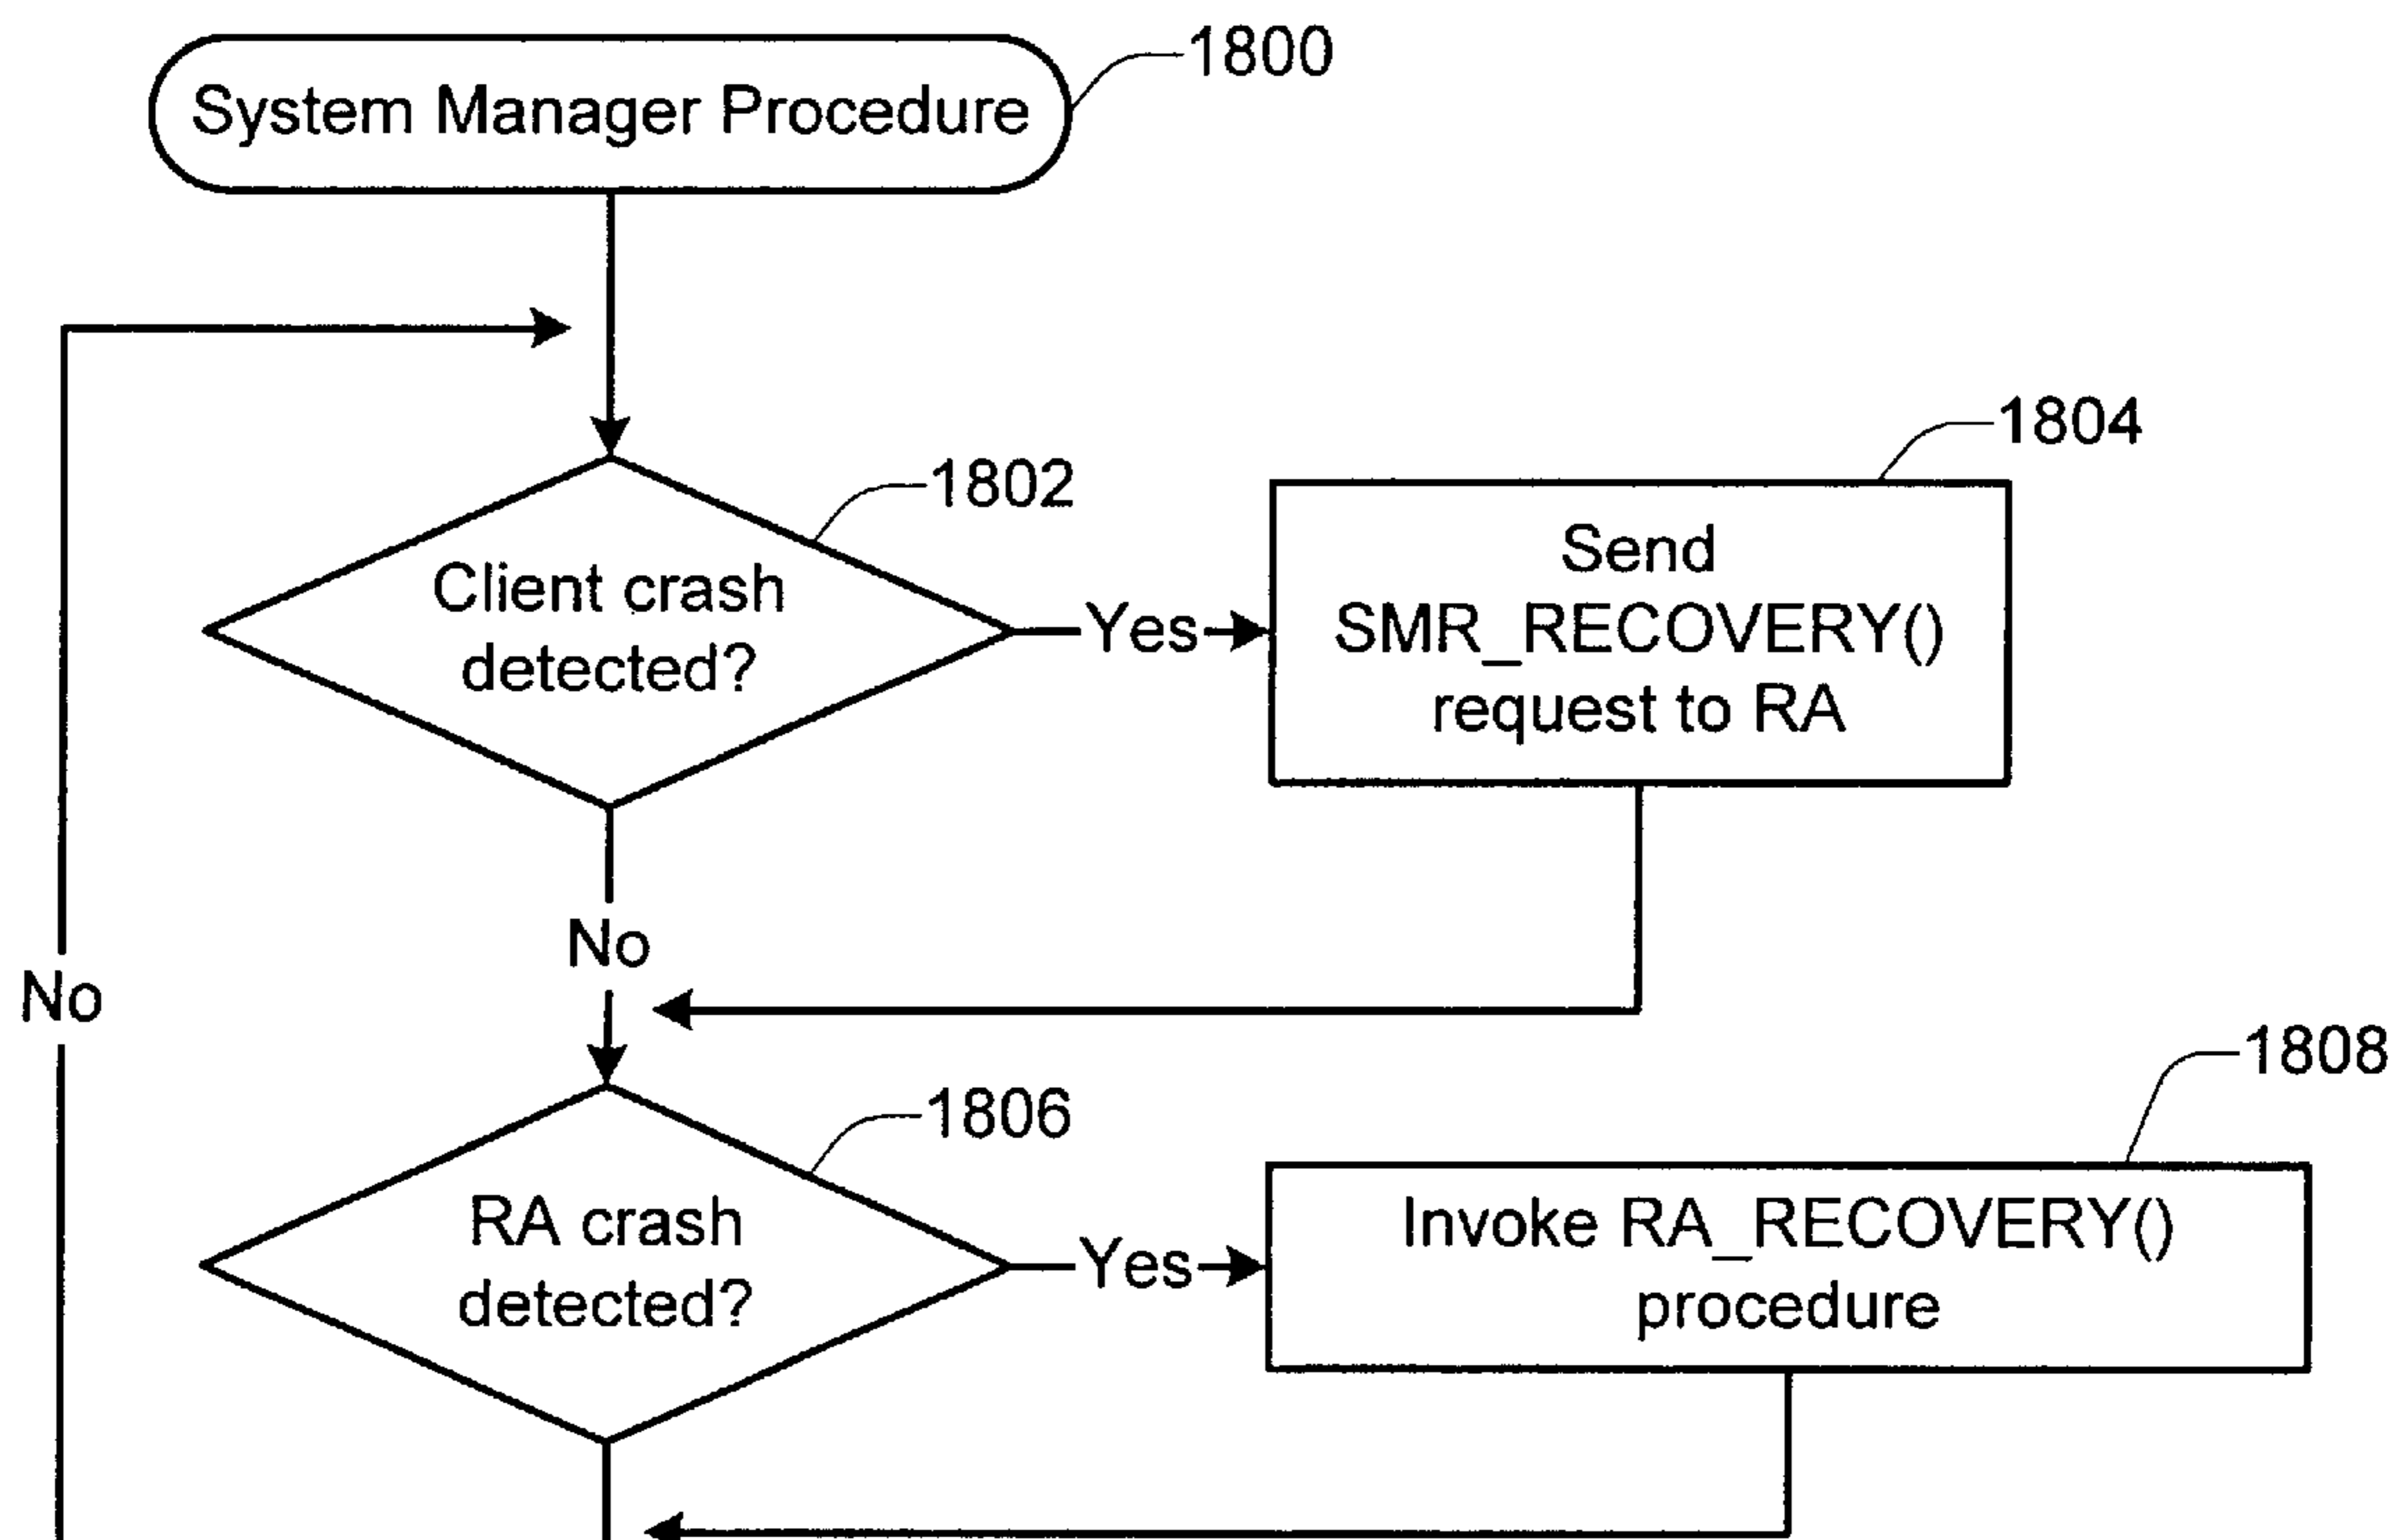 1800
System Manager Procedure
1804
1802
Client crash
detected?
Yes
Send
SMR_RECOVERY()
request to RA
No
No
1808
1806
RA crash
detected?
Yes
Invoke RA_RECOVERY()
procedure